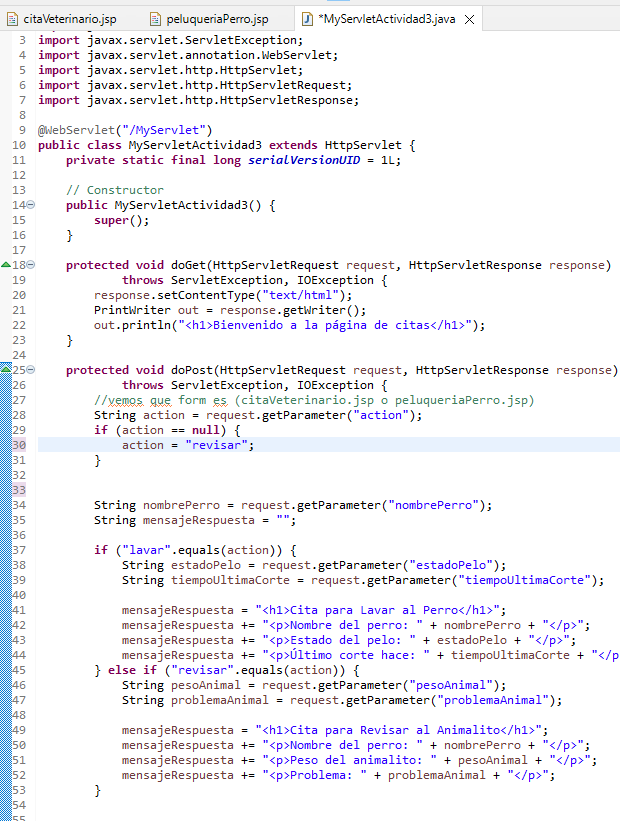 citaVeterinario.jsp peluqueriaPerro.jsp *MyServletActividad3.java
3 import javax.servlet.ServletException;
4 import javax.servlet.annotation.WebServlet;
5 import javax.servlet.http.HttpServlet;
6 import javax.servlet.http.HttpServletRequest;
7 import javax.servlet.http.HttpServletResponse;
8
9 @WebServlet("/MyServlet")
10 public class MyServletActividad3 extends HttpServlet {
11     private static final long serialVersionUID = 1L;
12
13     // Constructor
14     public MyServletActividad3() {
15         super();
16     }
17
18     protected void doGet(HttpServletRequest request, HttpServletResponse response)
19             throws ServletException, IOException {
20         response.setContentType("text/html");
21         PrintWriter out = response.getWriter();
22         out.println("<h1>Bienvenido a la página de citas</h1>");
23     }
24
25     protected void doPost(HttpServletRequest request, HttpServletResponse response)
26             throws ServletException, IOException {
27         //vemos que form es (citaVeterinario.jsp o peluqueriaPerro.jsp)
28         String action = request.getParameter("action");
29         if (action == null) {
30             action = "revisar";
31         }
32
33
34         String nombrePerro = request.getParameter("nombrePerro");
35         String mensajeRespuesta = "";
36
37         if ("lavar".equals(action)) {
38             String estadoPelo = request.getParameter("estadoPelo");
39             String tiempoUltimaCorte = request.getParameter("tiempoUltimaCorte");
40
41             mensajeRespuesta = "<h1>Cita para Lavar al Perro</h1>";
42             mensajeRespuesta += "<p>Nombre del perro: " + nombrePerro + "</p>";
43             mensajeRespuesta += "<p>Estado del pelo: " + estadoPelo + "</p>";
44             mensajeRespuesta += "<p>Último corte hace: " + tiempoUltimaCorte + "</p
45         } else if ("revisar".equals(action)) {
46             String pesoAnimal = request.getParameter("pesoAnimal");
47             String problemaAnimal = request.getParameter("problemaAnimal");
48
49             mensajeRespuesta = "<h1>Cita para Revisar al Animalito</h1>";
50             mensajeRespuesta += "<p>Nombre del perro: " + nombrePerro + "</p>";
51             mensajeRespuesta += "<p>Peso del animalito: " + pesoAnimal + "</p>";
52             mensajeRespuesta += "<p>Problema: " + problemaAnimal + "</p>";
53         }
54
55